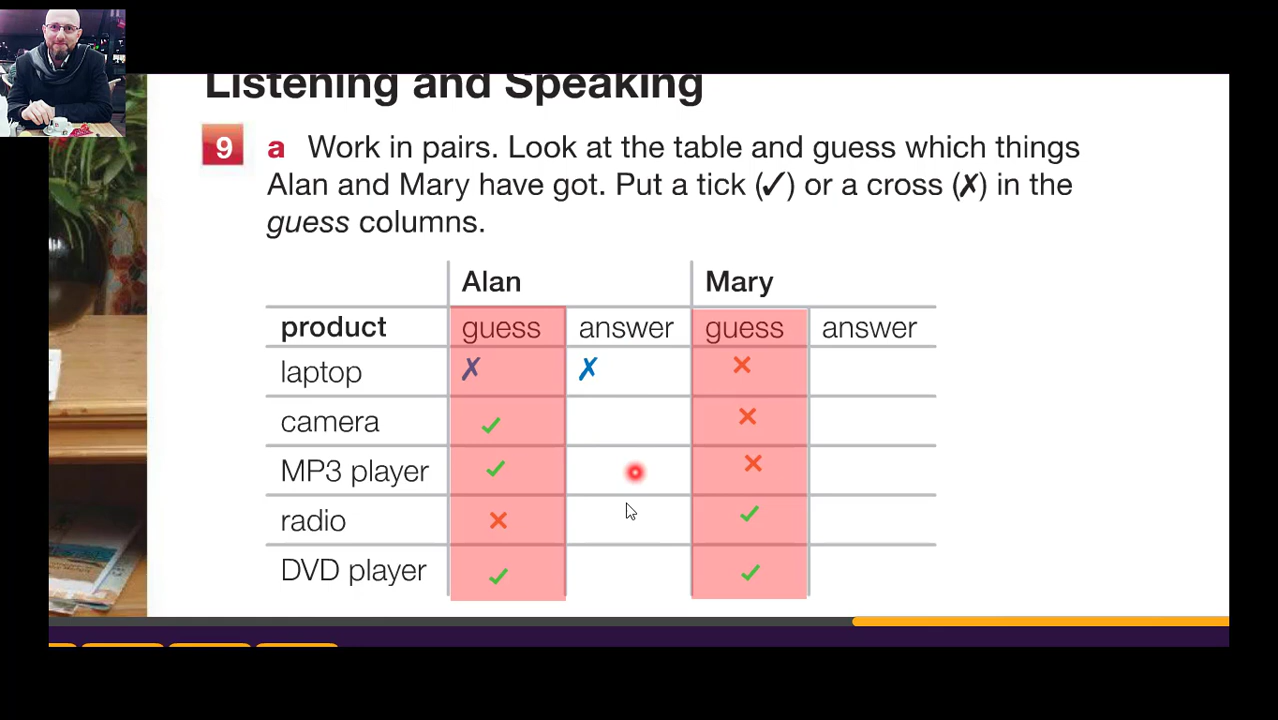 Listening and Speaking
9 a Work in pairs. Look at the table and guess which things
Alan and Mary have got. Put a tick (✓) or a cross (✗) in the
guess columns.
Alan Mary
product guess answer guess answer
laptop ✗ ✗ ✗
camera ✓ ✗
MP3 player ✓ ✗
radio ✗ ✓
DVD player ✓ ✓